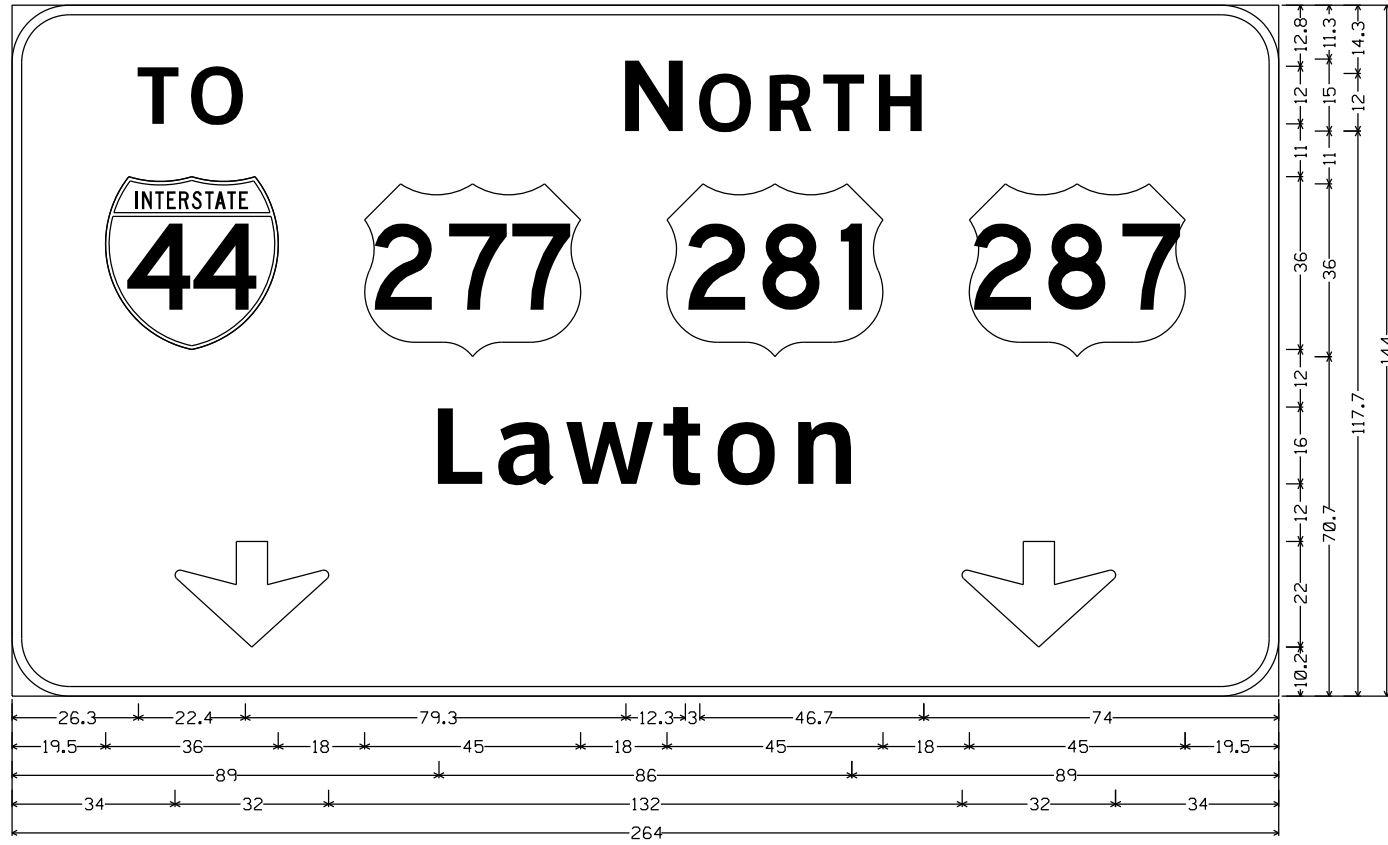 TO NORTH
INTERSTATE
44 277 281 287
Lawton
12.8 12 11 36 12 16 12 22 10.2
11.3 15 11 36 70.7
14.3 12 117.7
144
26.3 22.4 79.3 12.3 3 46.7 74
19.5 36 18 45 18 45 18 45 19.5
89 86 89
34 32 132 32 34
264